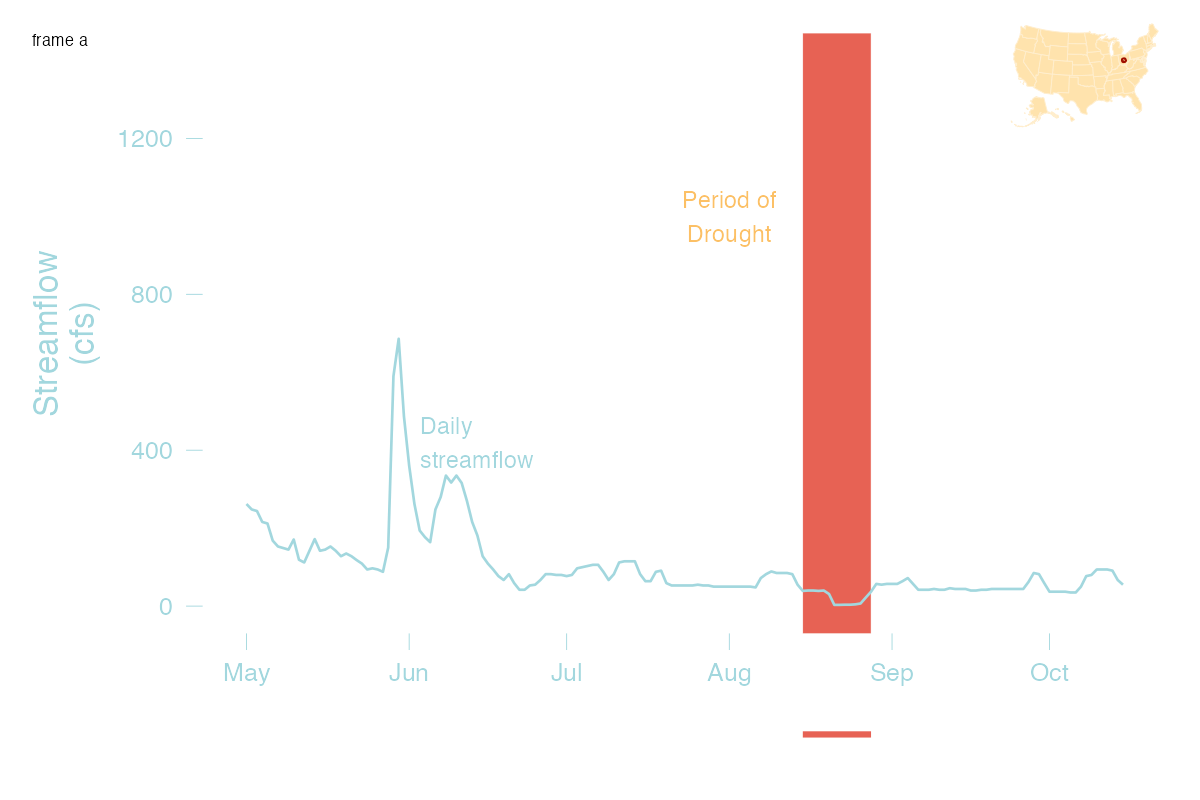 frame a
1200
800
400
0
Streamflow
(cfs)
Period of
Drought
Daily
streamflow
May
Jun
Jul
Aug
Sep
Oct